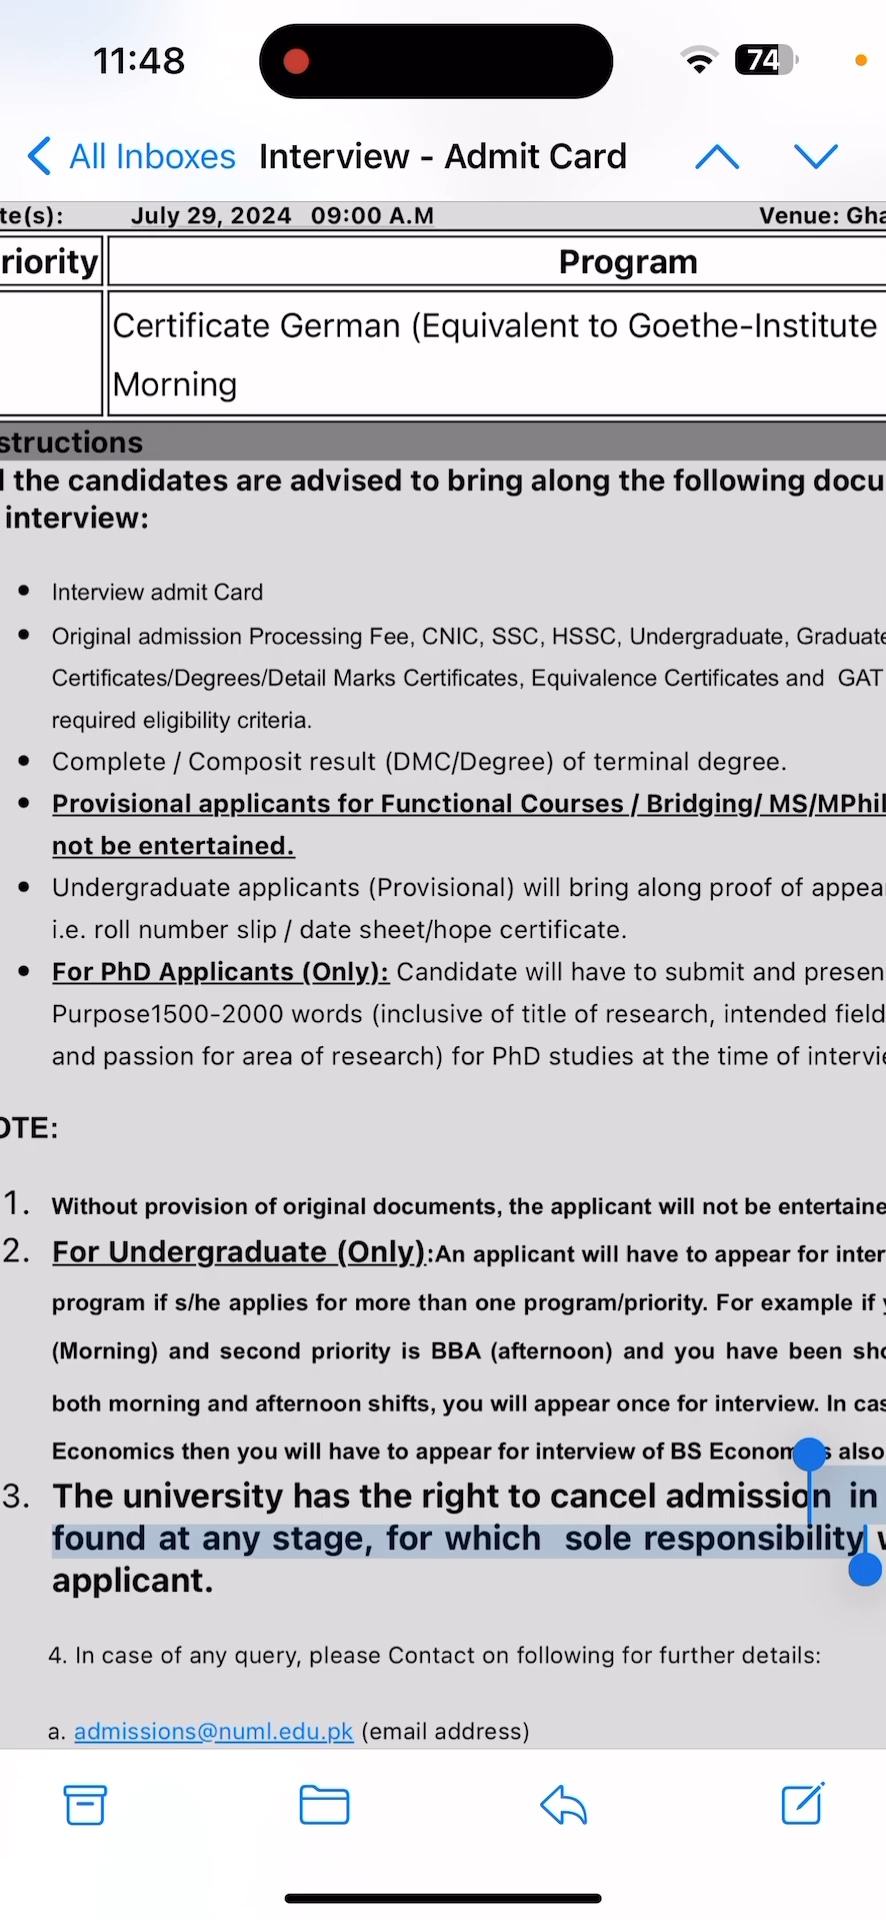 11:48
74
All Inboxes Interview - Admit Card
te(s): July 29, 2024 09:00 A.M Venue: Gha
riority Program
Certificate German (Equivalent to Goethe-Institute
Morning
structions
the candidates are advised to bring along the following docu
interview:
• Interview admit Card
• Original admission Processing Fee, CNIC, SSC, HSSC, Undergraduate, Graduate
Certificates/Degrees/Detail Marks Certificates, Equivalence Certificates and GAT
required eligibility criteria.
• Complete / Composit result (DMC/Degree) of terminal degree.
• Provisional applicants for Functional Courses / Bridging/ MS/MPhil
not be entertained.
• Undergraduate applicants (Provisional) will bring along proof of appea
i.e. roll number slip / date sheet/hope certificate.
• For PhD Applicants (Only): Candidate will have to submit and presen
Purpose1500-2000 words (inclusive of title of research, intended field
and passion for area of research) for PhD studies at the time of intervie
OTE:
1. Without provision of original documents, the applicant will not be entertaine
2. For Undergraduate (Only):An applicant will have to appear for inter
program if s/he applies for more than one program/priority. For example if y
(Morning) and second priority is BBA (afternoon) and you have been sho
both morning and afternoon shifts, you will appear once for interview. In cas
Economics then you will have to appear for interview of BS Economics also
3. The university has the right to cancel admission in
found at any stage, for which sole responsibility w
applicant.
4. In case of any query, please Contact on following for further details:
a. admissions@numl.edu.pk (email address)